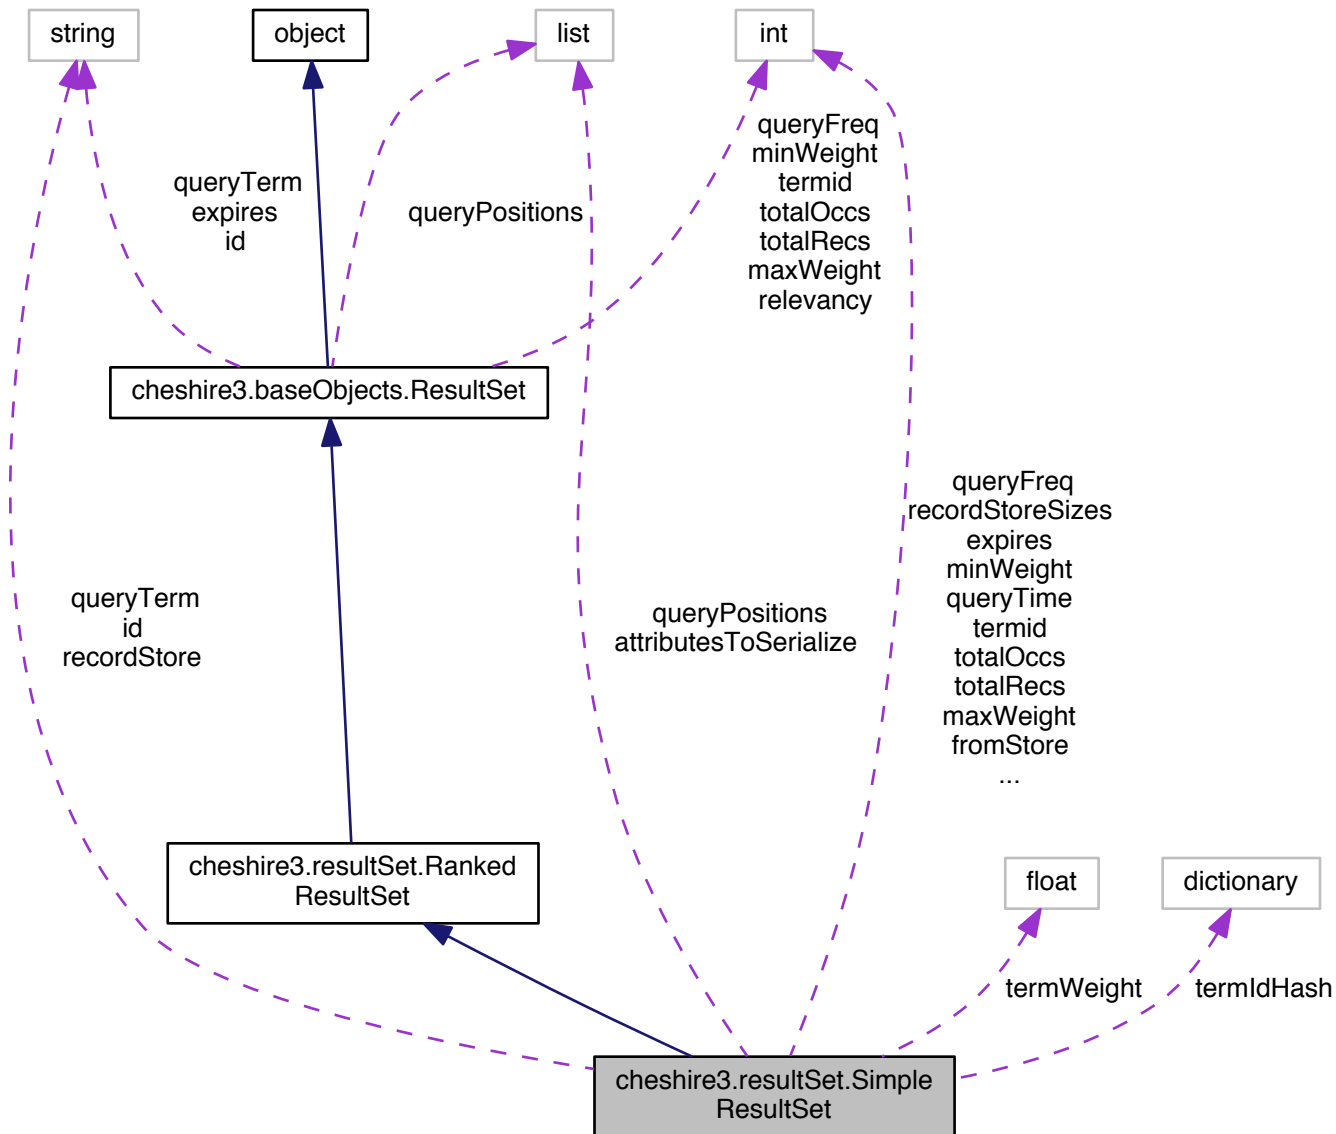 string
object
list
int
queryFreq
minWeight
termid
totalOccs
totalRecs
maxWeight
relevancy
queryTerm
expires
id
queryPositions
cheshire3.baseObjects.ResultSet
queryFreq
recordStoreSizes
expires
minWeight
queryTime
termid
totalOccs
totalRecs
maxWeight
fromStore
...
queryTerm
id
recordStore
queryPositions
attributesToSerialize
cheshire3.resultSet.Ranked
ResultSet
float
dictionary
termWeight
termIdHash
cheshire3.resultSet.Simple
ResultSet